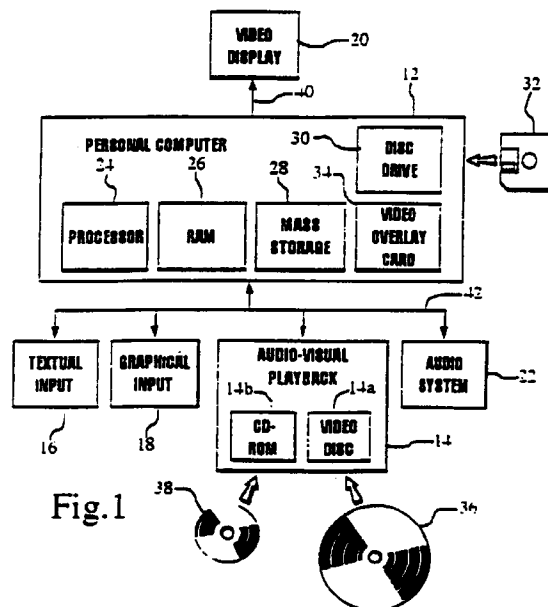 VIDEO
DISPLAY
20
40
12
32
PERSONAL COMPUTER
30
DISC
DRIVE
24
26
28
34
PROCESSOR
RAM
MASS
STORAGE
VIDEO
OVERLAY
CARD
42
TEXTUAL
INPUT
GRAPHICAL
INPUT
AUDIO-VISUAL
PLAYBACK
AUDIO
SYSTEM
14b
14a
CD-
ROM
VIDEO
DISC
16
18
14
22
38
36
Fig.1